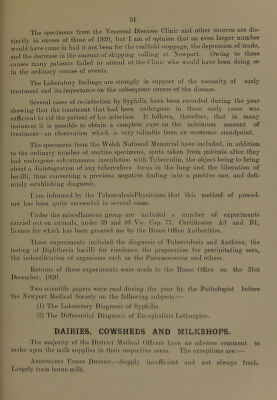 51
The specimens from the Venereal Diseases Clinic and other sources are dis-
tinctly in excess of those of 1920, but I am of opinion that an even larger number
would have come in had it not been for the coalfield stoppage, the depression of trade,
and the decrease in the amount of shipping calling at Newport. Owing to these
causes many patients failed to attend at the Clinic who would have been doing so
in the ordinary course of events.
The Laboratory findings are strongly in support of the necessity of early
treatment and its importance on the subsequent course of the disease.
Several cases of re-infection by Syphilis have been recorded during the year
showing that the treatment that had been undergone in these early cases was
sufficient to rid the patient of his infection. It follows, therefore, that in many
instances it is possible to obtain a complete cure on the minimum amount of
treatment—an observation which is very valuable from an economic standpoint.
The specimens from the Welsh National Memorial have included, in addition
to the ordinary number of routine specimens, sputa taken from patients after they
had undergone subcutaneous inoculation with Tuberculin, the object being to bring
about a disintegration of any tuberculous focus in the lung and the liberation of
bacilli, thus converting a previous negative finding into a positive one, and defi-
nitely establishing diagnosis.
I am informed by the Tuberculosis Physicians that this method of proced-
ure has been quite successful in several cases.
Under the miscellaneous group are included a number of experiments
carried out on animals, under 39 and 40 Vic. Cap 77. Certificates A3 and B1,
licence for which has been granted me by the Home Office Authorities.
These experiments included the diagnosis of Tuberculosis and Anthrax, the
testing of Diphtheria bacilli for virulence, the preparation for precipitating sera,
the indentification of organisms such as the Pneumococcus and others.
Returns of these experiments were made to the Home Office on the 31st
December, 1920.
Two scientific papers were read during the year by the Pathologist before
the Newport Medical Society on the following subjects:—
(1) The Laboratory Diagnosis of Syphilis.
(2) The Differential Diagnosis of Encephalitis Lethargica.
DAIRIES, COWSHEDS AND MILKSHOPS.
The majority of the District Medical Officers have no adverse comment to
make upon the milk supplies in their respective areas. The exceptions are:—
Abertillery Urban District.—Supply insufficient and not always fresh.
Largely train borne milk.